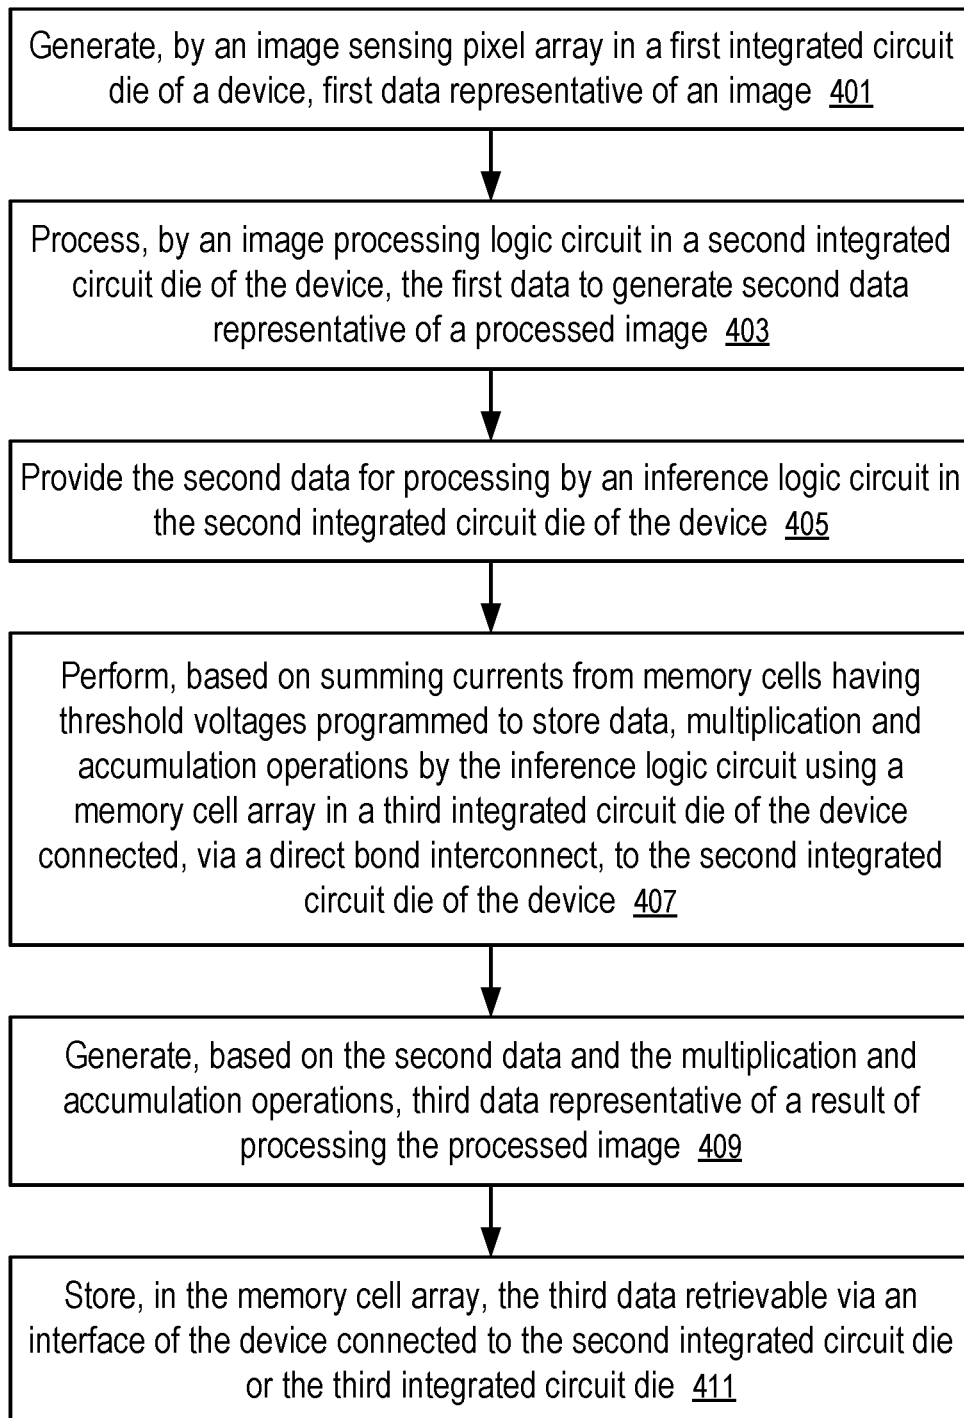 Generate, by an image sensing pixel array in a first integrated circuit
die of a device, first data representative of an image 401
Process, by an image processing logic circuit in a second integrated
circuit die of the device, the first data to generate second data
representative of a processed image 403
Provide the second data for processing by an inference logic circuit in
the second integrated circuit die of the device 405
Perform, based on summing currents from memory cells having
threshold voltages programmed to store data, multiplication and
accumulation operations by the inference logic circuit using a
memory cell array in a third integrated circuit die of the device
connected, via a direct bond interconnect, to the second integrated
circuit die of the device 407
Generate, based on the second data and the multiplication and
accumulation operations, third data representative of a result of
processing the processed image 409
Store, in the memory cell array, the third data retrievable via an
interface of the device connected to the second integrated circuit die
or the third integrated circuit die 411